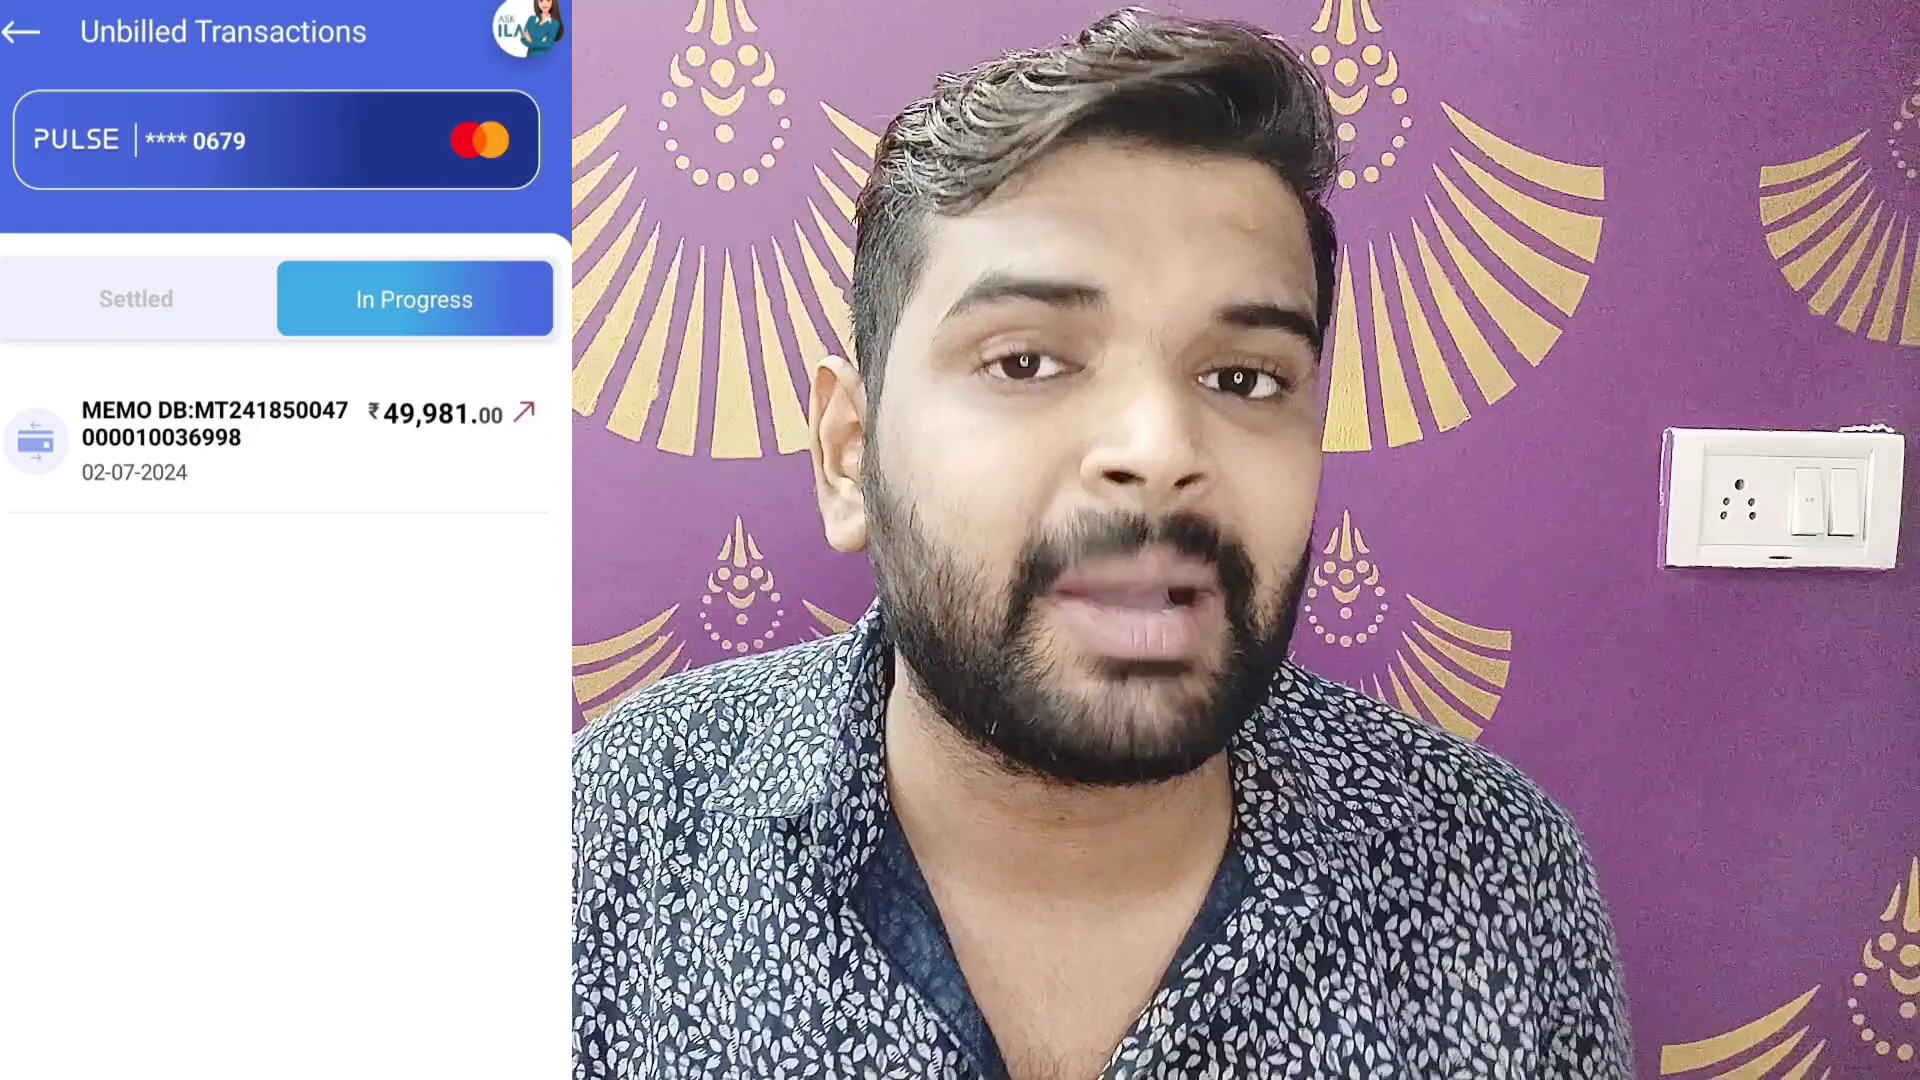 Unbilled Transactions
ASK
ILA
PULSE | **** 0679
Settled
In Progress
MEMO DB:MT241850047
000010036998
₹49,981.00
02-07-2024